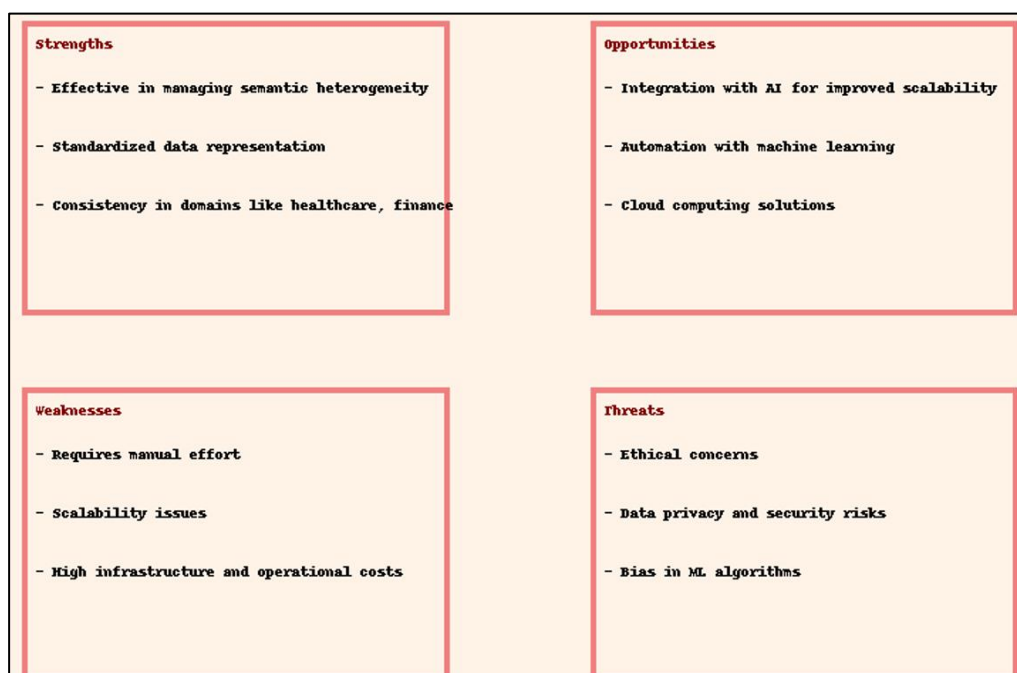 Strengths
- Effective in managing semantic heterogeneity
- Standardized data representation
- Consistency in domains like healthcare, finance
Opportunities
- Integration with AI for improved scalability
- Automation with machine learning
- Cloud computing solutions
Weaknesses
- Requires manual effort
- Scalability issues
- High infrastructure and operational costs
Threats
- Ethical concerns
- Data privacy and security risks
- Bias in ML algorithms